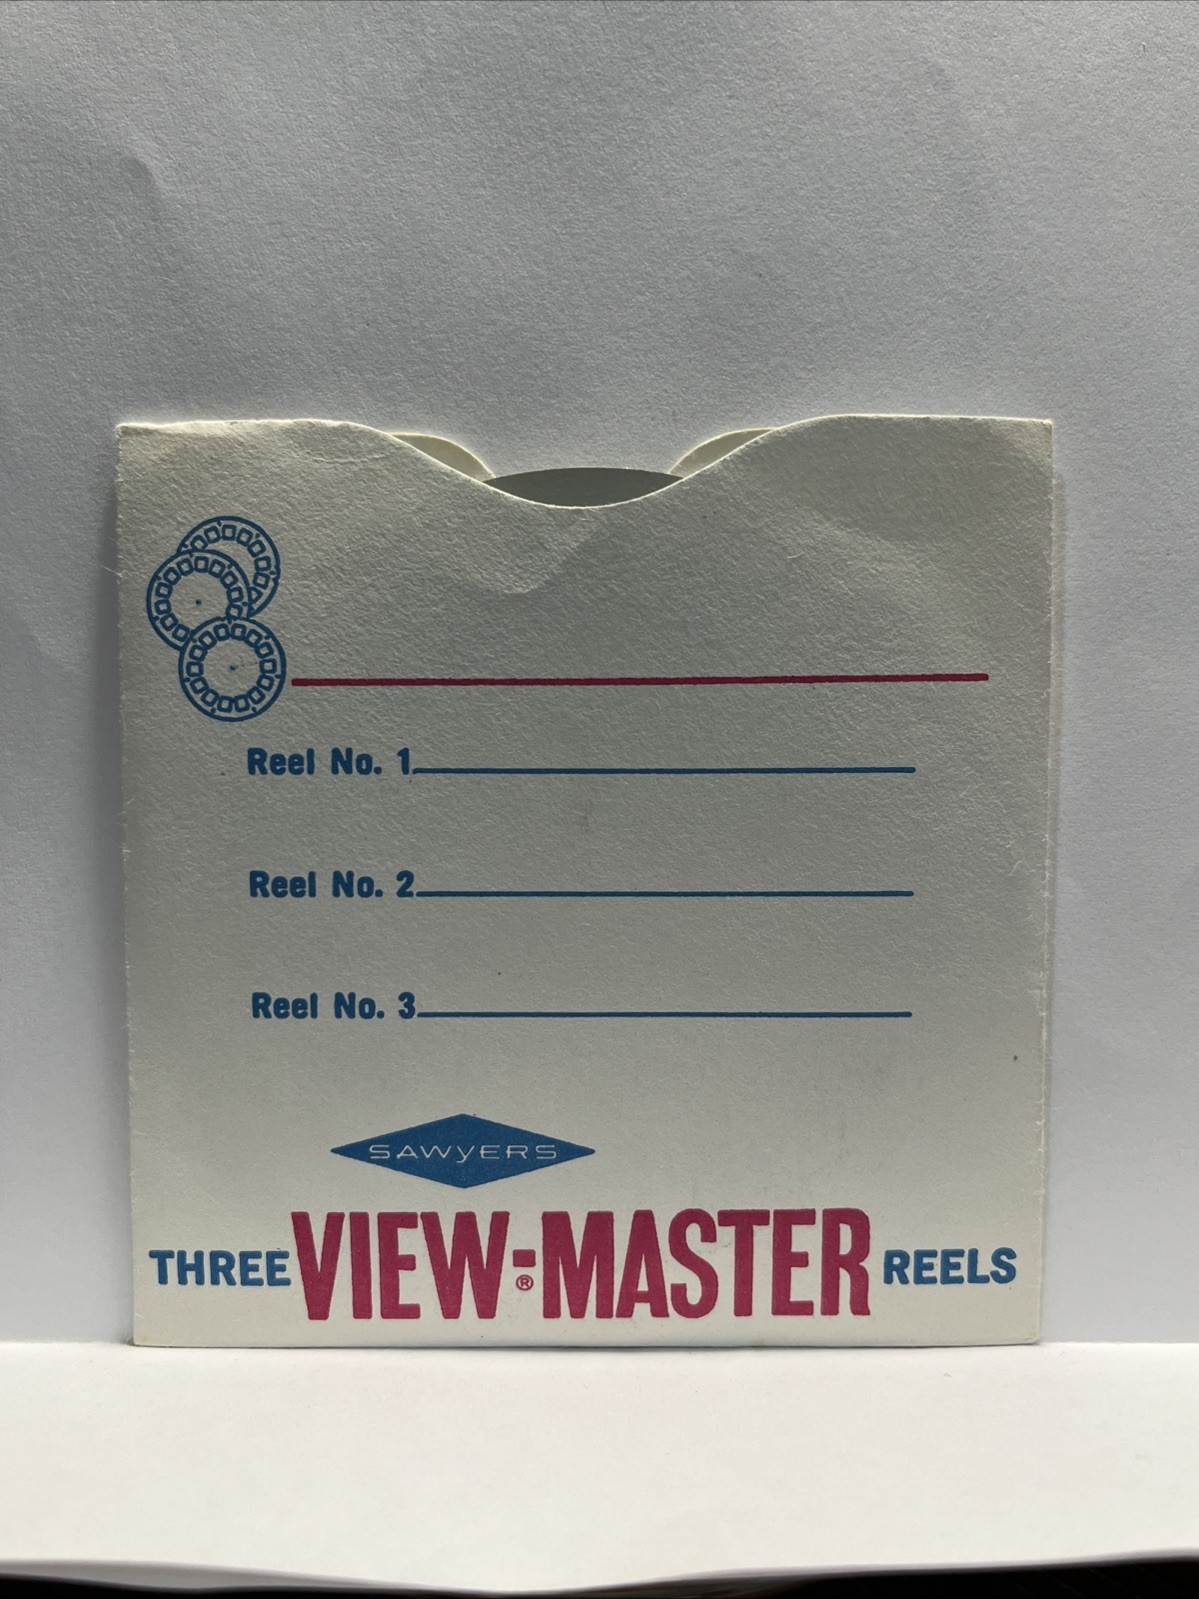 Reel No. 1
Reel No. 2
Reel No. 3
SAWYERS
THREE VIEW-MASTER® REELS